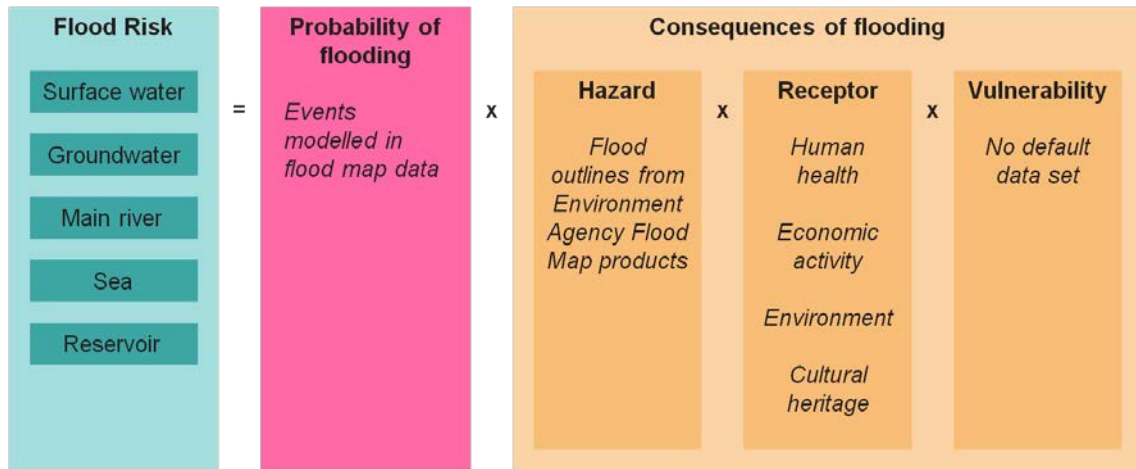 Flood Risk
Surface water
Groundwater
Main river
Sea
Reservoir
=
Probability of
flooding
Events
modelled in
flood map data
x
Consequences of flooding
Hazard
Flood
outlines from
Environment
Agency Flood
Map products
x
Receptor
Human
health
Economic
activity
Environment
Cultural
heritage
x
Vulnerability
No default
data set